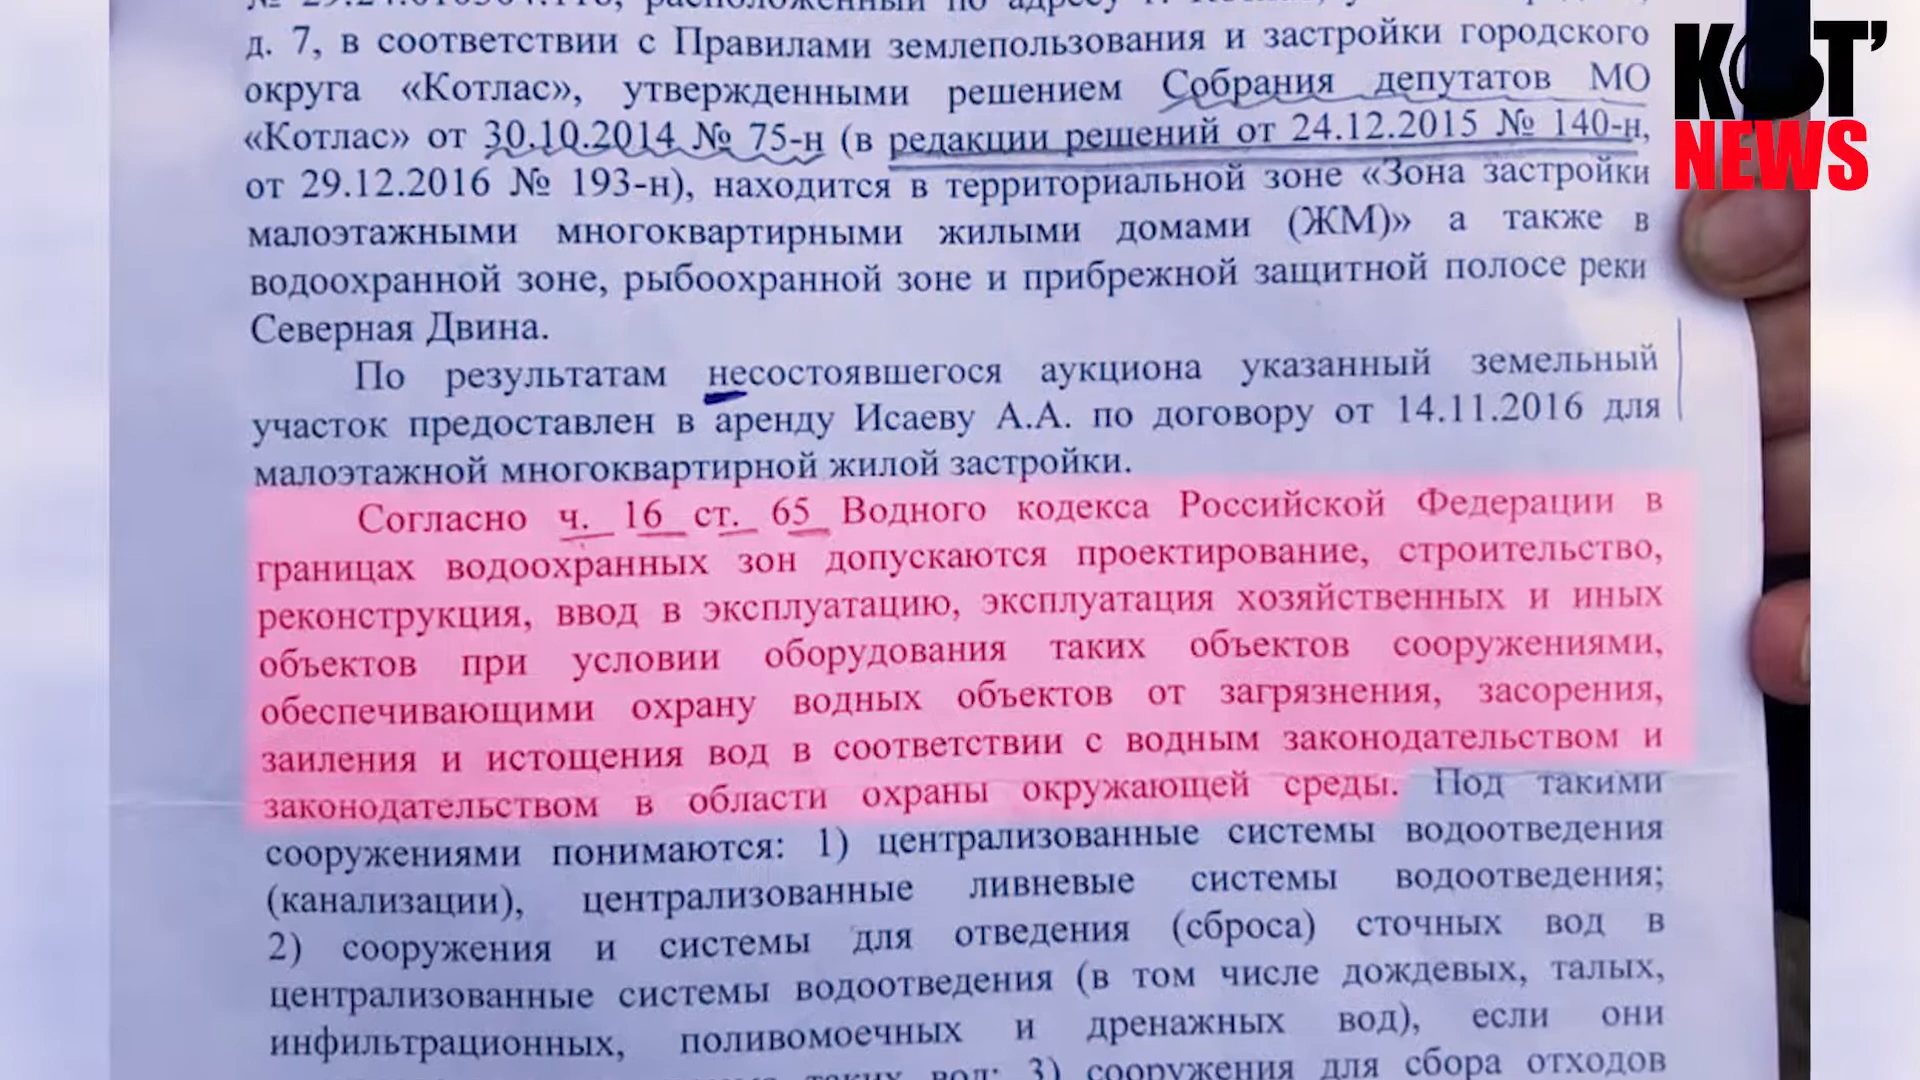 д. 7, в соответствии с Правилами землепользования и застройки городского
округа «Котлас», утвержденными решением Собрания депутатов МО
«Котлас» от 30.10.2014 № 75-н (в редакции решений от 24.12.2015 № 140-н,
от 29.12.2016 № 193-н), находится в территориальной зоне «Зона застройки
малоэтажными многоквартирными жилыми домами (ЖМ)» а также в
водоохранной зоне, рыбоохранной зоне и прибрежной защитной полосе реки
Северная Двина.
По результатам несостоявшегося аукциона указанный земельный
участок предоставлен в аренду Исаеву А.А. по договору от 14.11.2016 для
малоэтажной многоквартирной жилой застройки.
Согласно ч. 16 ст. 65 Водного кодекса Российской Федерации в
границах водоохранных зон допускаются проектирование, строительство,
реконструкция, ввод в эксплуатацию, эксплуатация хозяйственных и иных
объектов при условии оборудования таких объектов сооружениями,
обеспечивающими охрану водных объектов от загрязнения, засорения,
заиления и истощения вод в соответствии с водным законодательством и
законодательством в области охраны окружающей среды. Под такими
сооружениями понимаются: 1) централизованные системы водоотведения
(канализации), централизованные ливневые системы водоотведения;
2) сооружения и системы для отведения (сброса) сточных вод в
централизованные системы водоотведения (в том числе дождевых, талых,
инфильтрационных, поливомоечных и дренажных вод), если они
таких вод; 3) сооружения для сбора отходов
КОТ'
NEWS